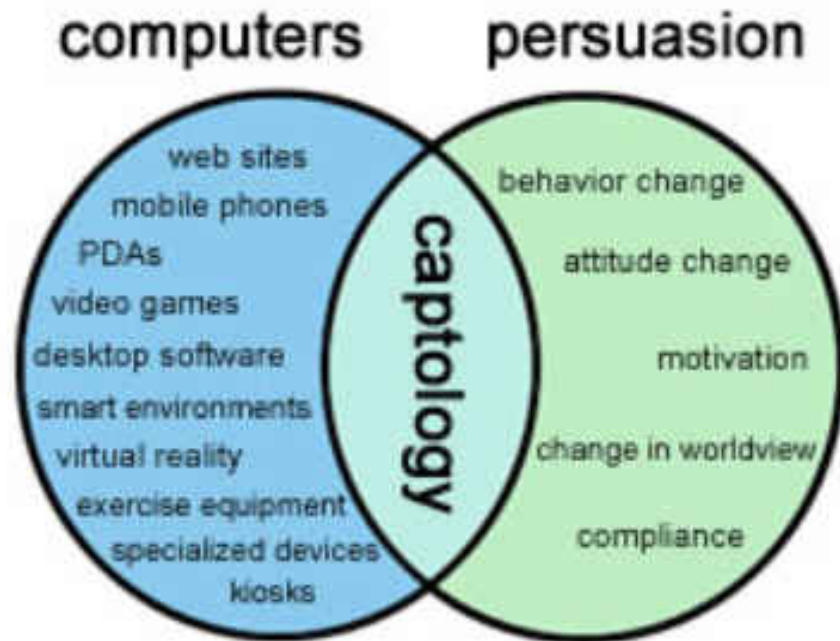 computers
persuasion
web sites
mobile phones
PDAs
video games
desktop software
smart environments
virtual reality
exercise equipment
specialized devices
kiosks
captology
behavior change
attitude change
motivation
change in worldview
compliance